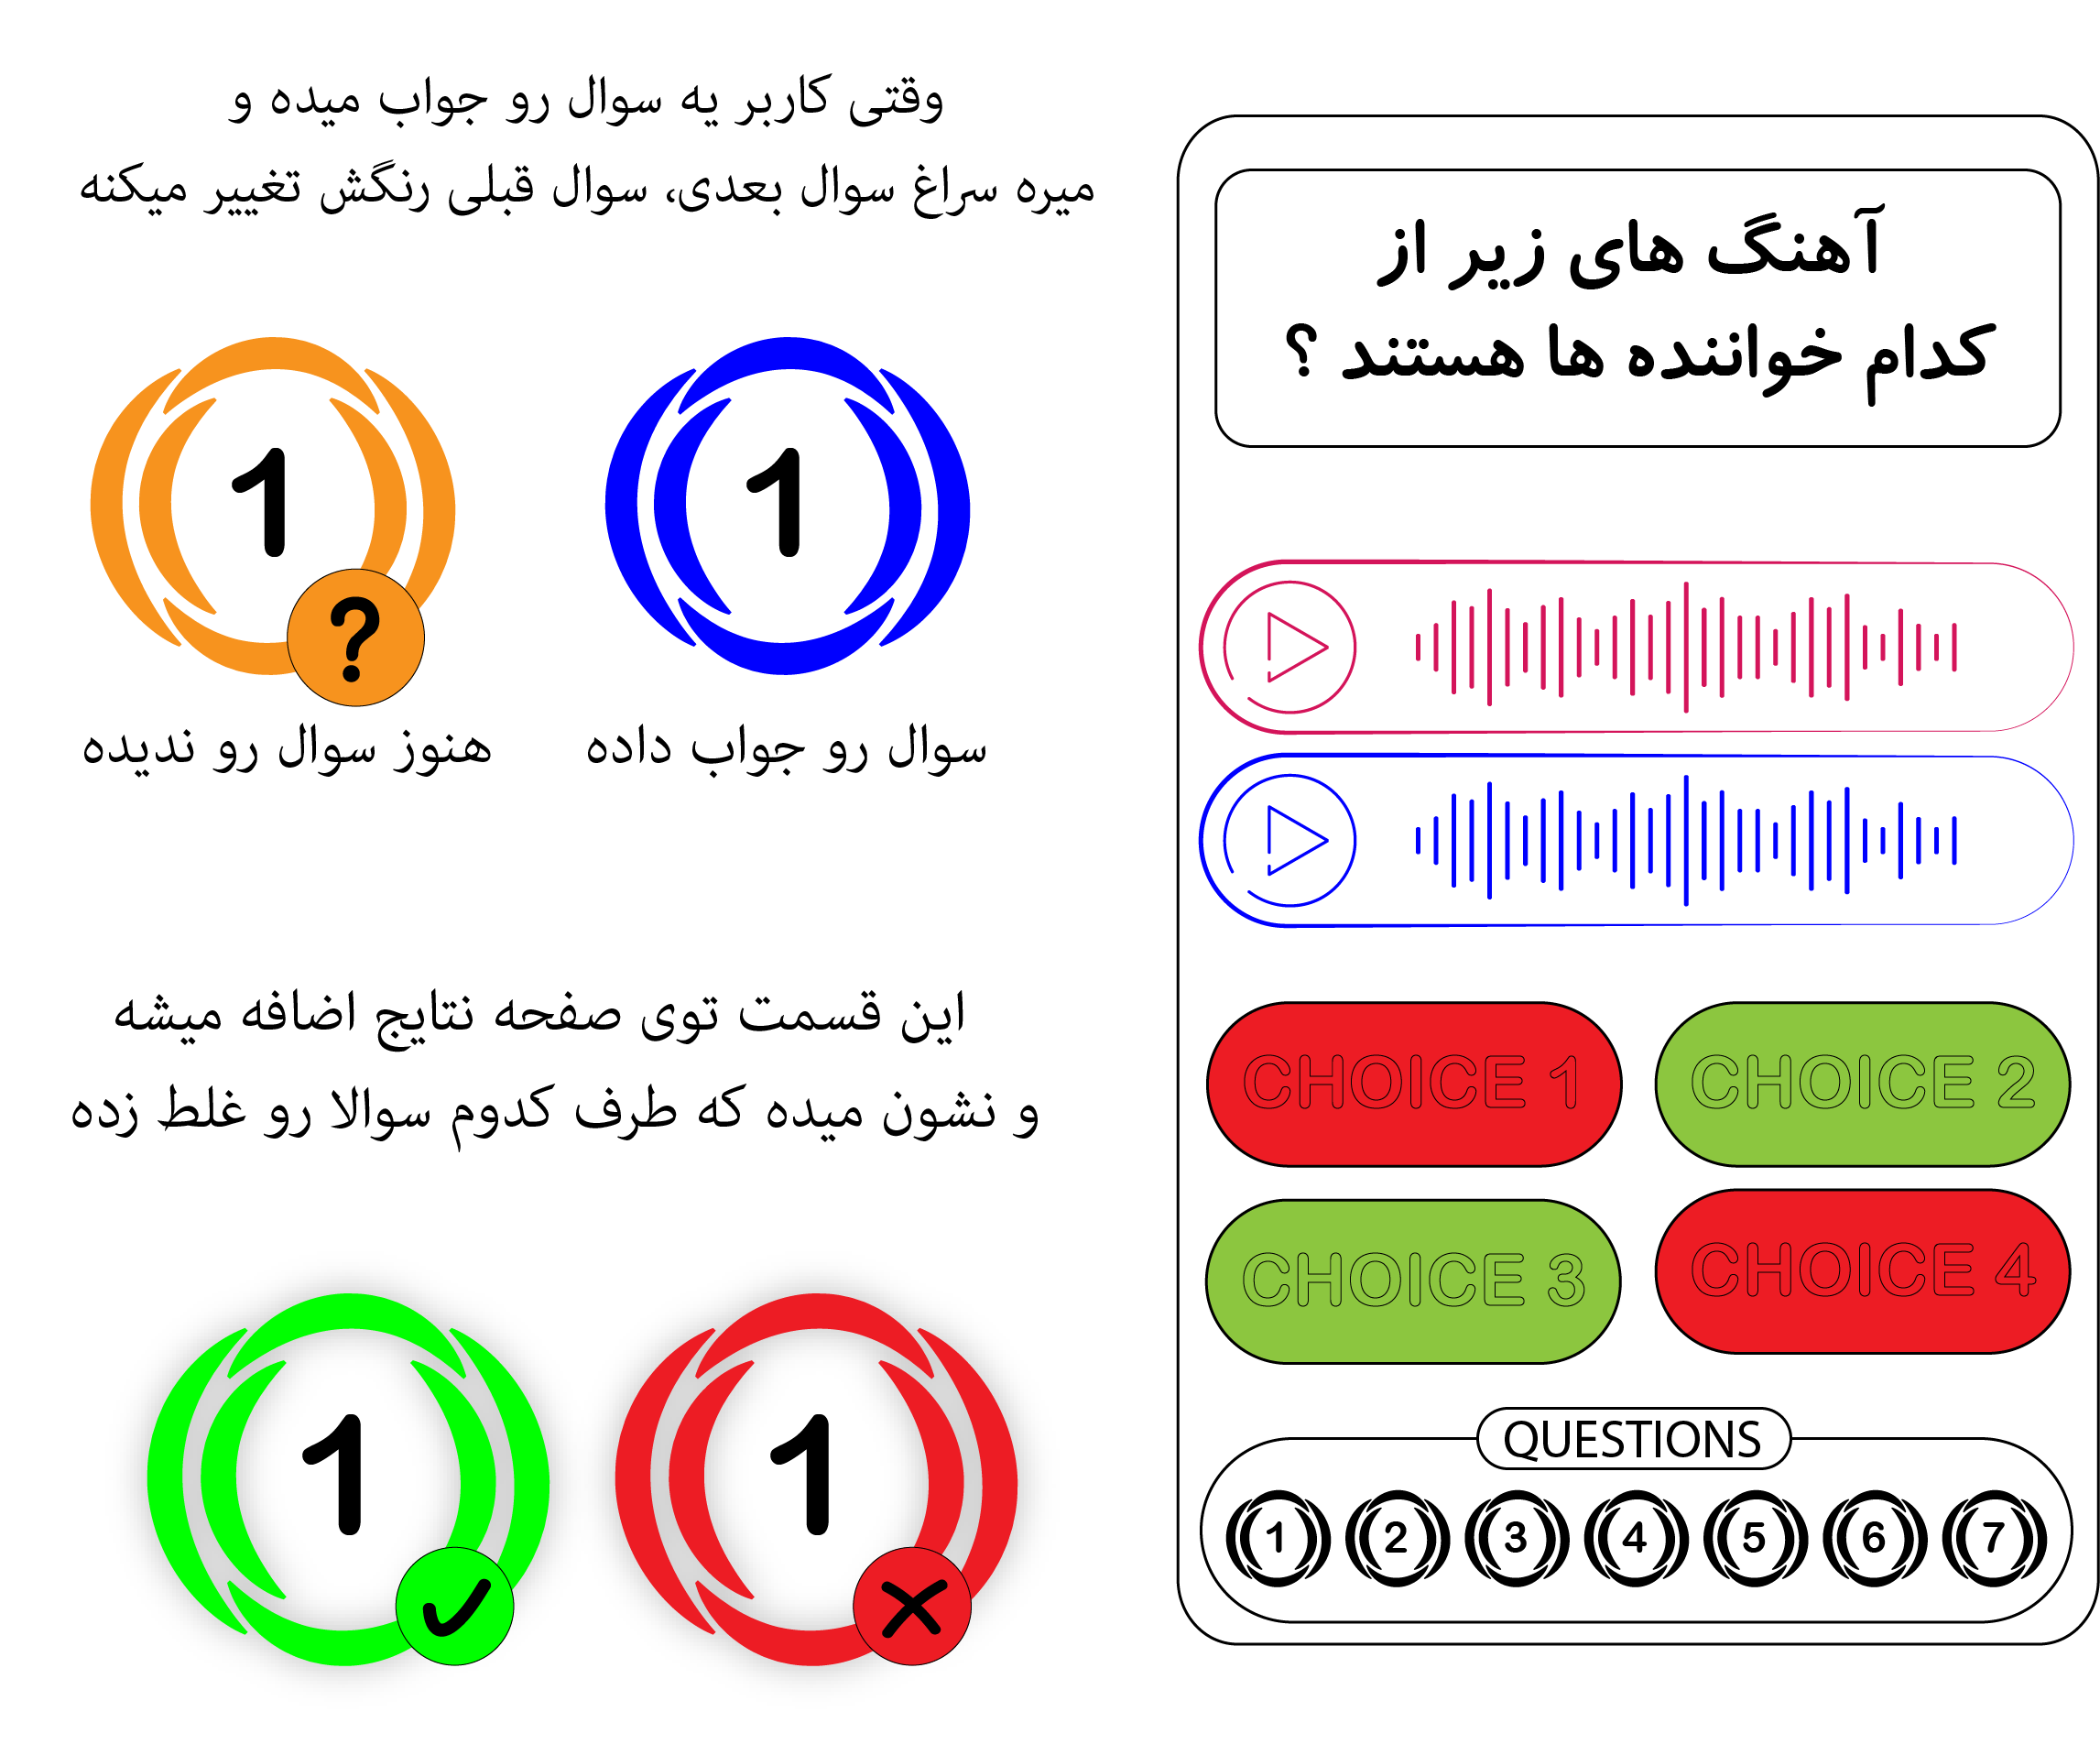 وقتی کاربر یه سوال رو جواب میده و
میره سراغ سوال بعدی، سوال قبلی رنگش تغییر میکنه
1
?
1
هنوز سوال رو ندیده
سوال رو جواب داده
این قسمت توی صفحه نتایج اضافه میشه
و نشون میده که طرف کدوم سوالا رو غلط زده
1
1
آهنگ های زیر از
کدام خواننده ها هستند ؟
CHOICE 1
CHOICE 2
CHOICE 3
CHOICE 4
QUESTIONS
1 2 3 4 5 6 7